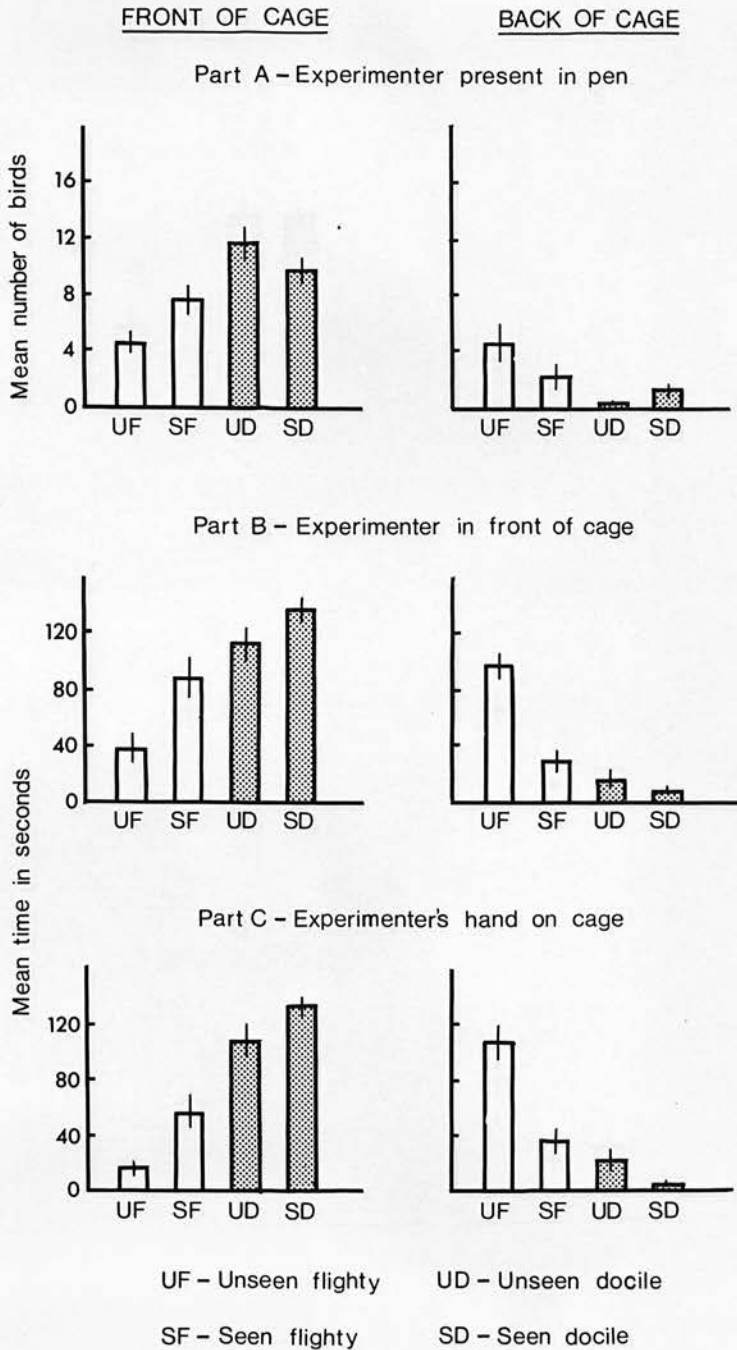 FRONT OF CAGE BACK OF CAGE
Part A – Experimenter present in pen
Mean number of birds
16
12
8
4
0
UF SF UD SD UF SF UD SD
Part B – Experimenter in front of cage
Mean time in seconds
120
80
40
0
UF SF UD SD UF SF UD SD
Part C – Experimenter's hand on cage
120
80
40
0
UF SF UD SD UF SF UD SD
UF – Unseen flighty UD – Unseen docile
SF – Seen flighty SD – Seen docile